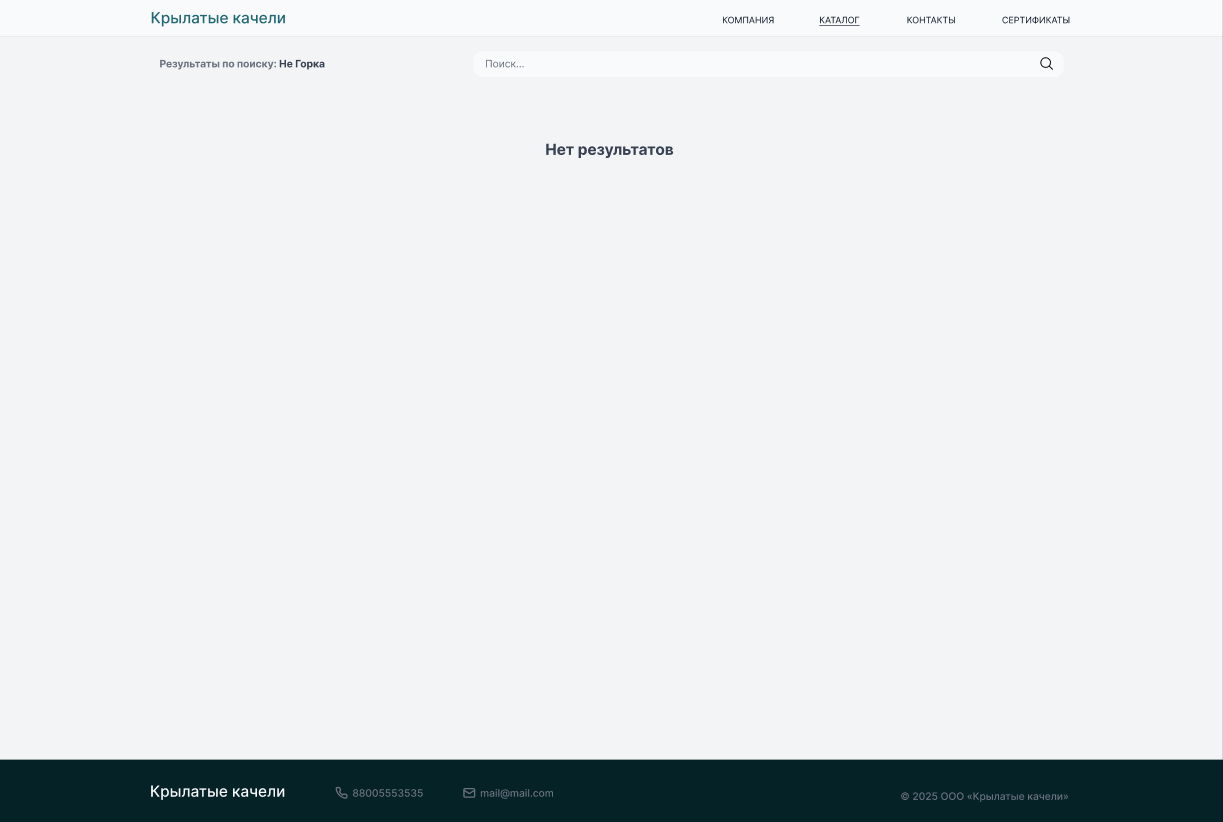 Крылатые качели
КОМПАНИЯ КАТАЛОГ КОНТАКТЫ СЕРТИФИКАТЫ
Результаты по поиску: Не Горка
Поиск...
Нет результатов
Крылатые качели
88005553535
mail@mail.com
© 2025 ООО «Крылатые качели»